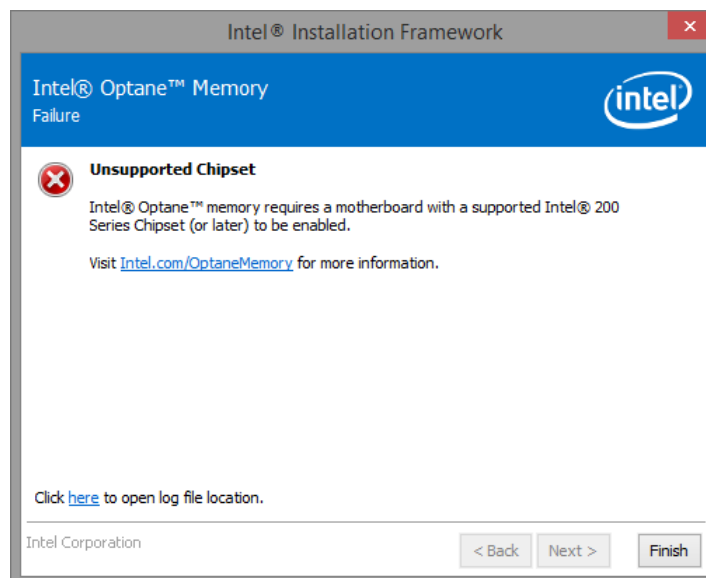 Intel® Installation Framework
Intel® Optane™ Memory
Failure
intel
Unsupported Chipset
Intel® Optane™ memory requires a motherboard with a supported Intel® 200
Series Chipset (or later) to be enabled.
Visit Intel.com/OptaneMemory for more information.
Click here to open log file location.
Intel Corporation
< Back Next > Finish